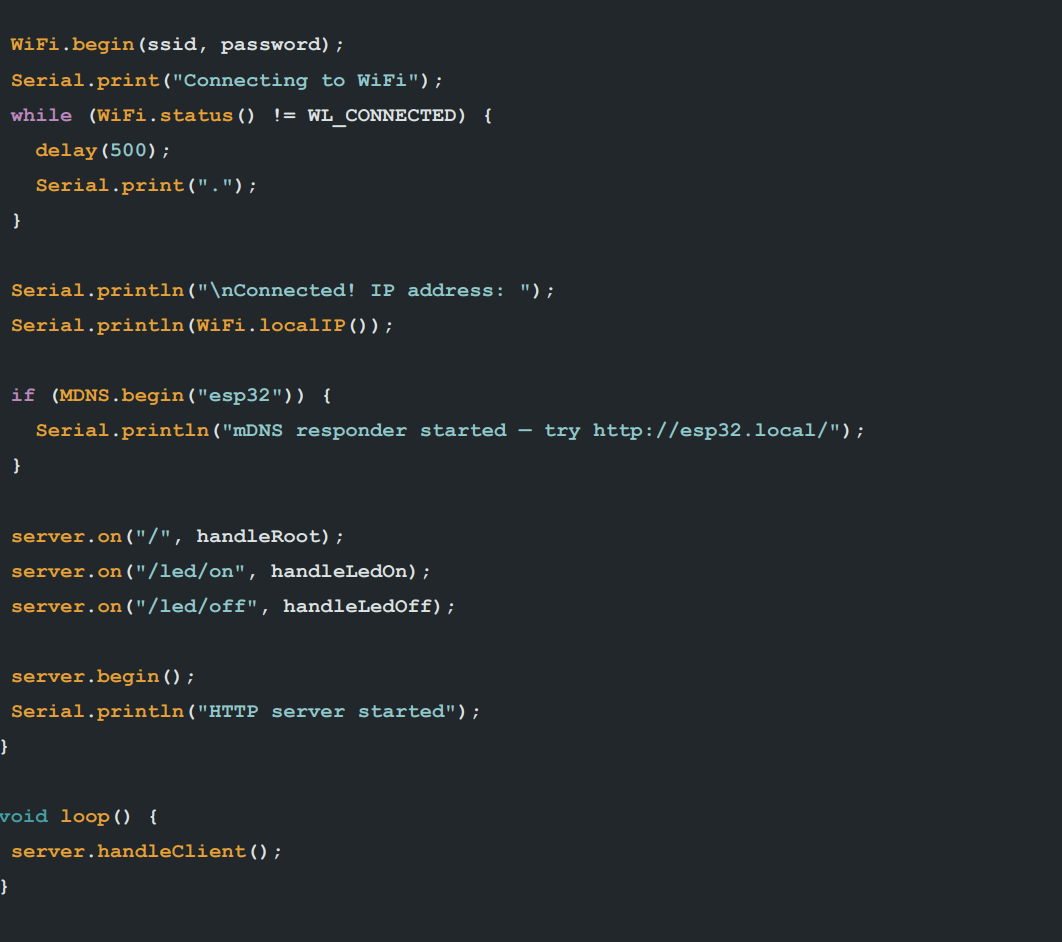 WiFi.begin(ssid, password);
Serial.print("Connecting to WiFi");
while (WiFi.status() != WL_CONNECTED) {
delay(500);
Serial.print(".");
}
Serial.println("\nConnected! IP address: ");
Serial.println(WiFi.localIP());
if (MDNS.begin("esp32")) {
Serial.println("mDNS responder started — try http://esp32.local/");
}
server.on("/", handleRoot);
server.on("/led/on", handleLedOn);
server.on("/led/off", handleLedOff);
server.begin();
Serial.println("HTTP server started");
}
void loop() {
server.handleClient();
}